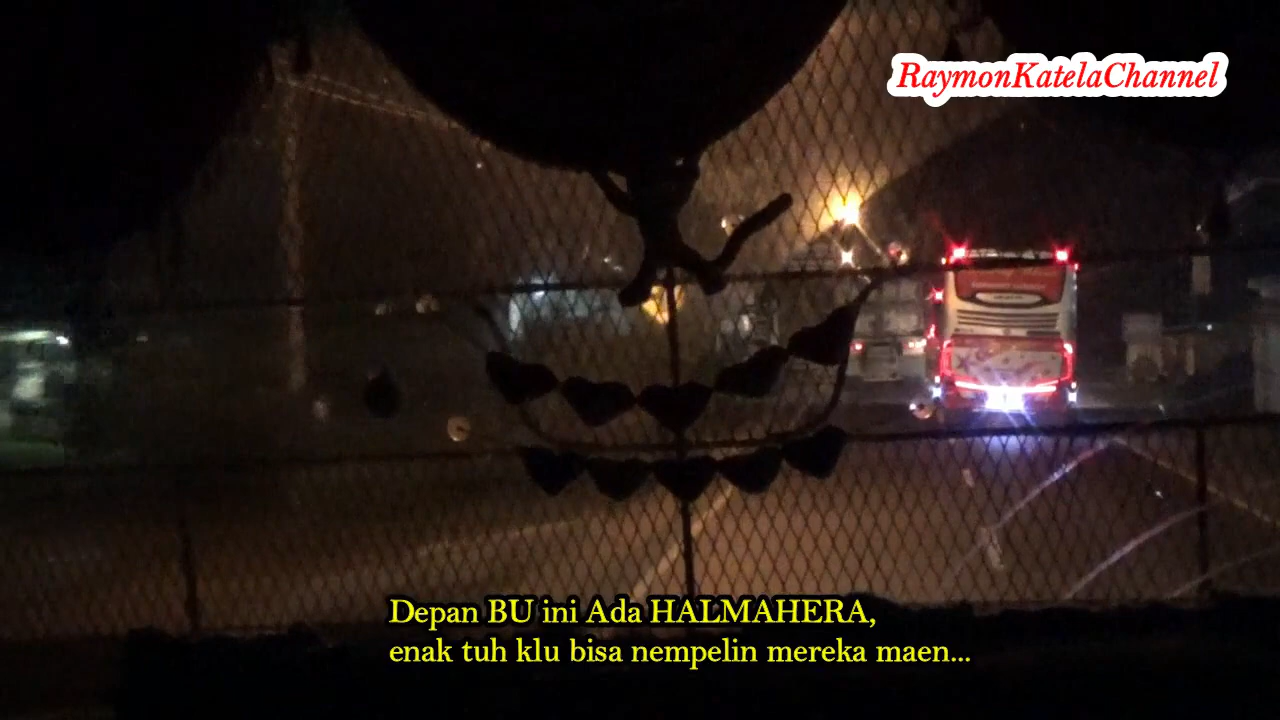 RaymonKatelaChannel
Depan BU ini Ada HALMAHERA,
enak tuh klu bisa nempelin mereka maen...